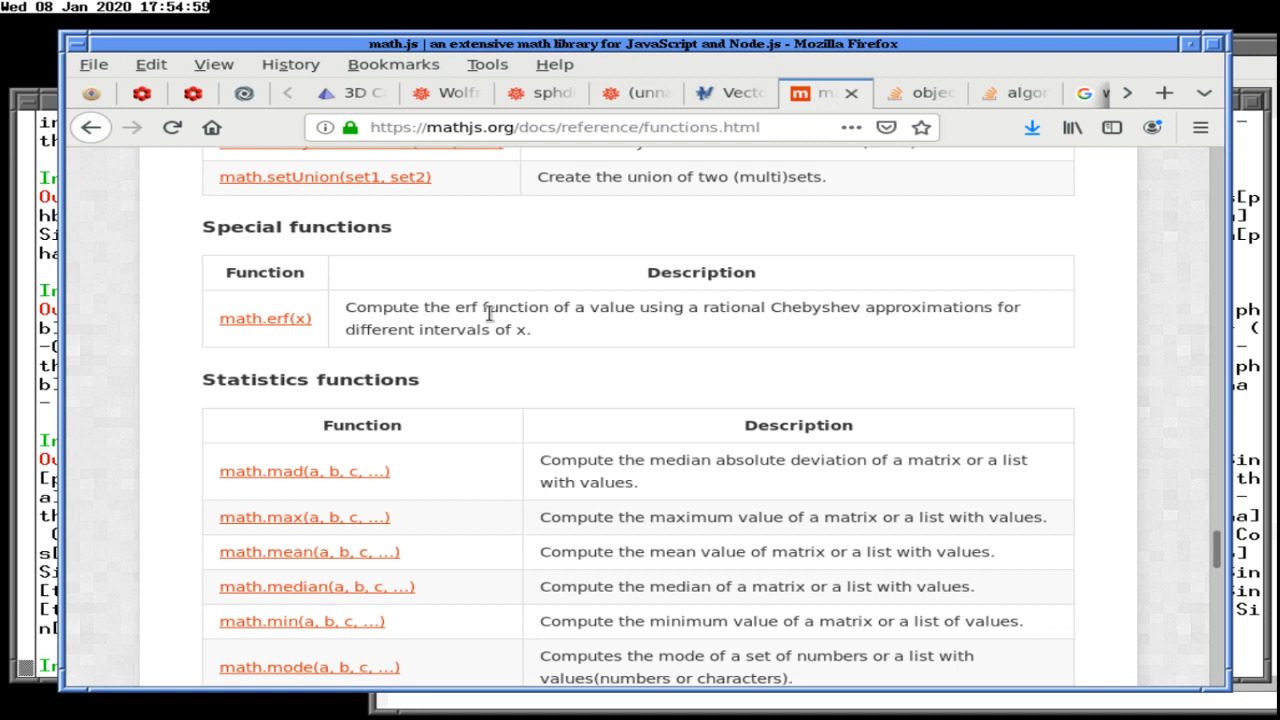 Wed 08 Jan 2020 17:54:59
math.js | an extensive math library for JavaScript and Node.js - Mozilla Firefox
File Edit View History Bookmarks Tools Help
3D C Wolf sphd (unna Vect m objec algor w
https://mathjs.org/docs/reference/functions.html
math.setUnion(set1, set2) Create the union of two (multi)sets.
Special functions
Function Description
math.erf(x) Compute the erf function of a value using a rational Chebyshev approximations for
different intervals of x.
Statistics functions
Function Description
math.mad(a, b, c, ...) Compute the median absolute deviation of a matrix or a list
with values.
math.max(a, b, c, ...) Compute the maximum value of a matrix or a list with values.
math.mean(a, b, c, ...) Compute the mean value of matrix or a list with values.
math.median(a, b, c, ...) Compute the median of a matrix or a list with values.
math.min(a, b, c, ...) Compute the minimum value of a matrix or a list of values.
math.mode(a, b, c, ...) Computes the mode of a set of numbers or a list with
values(numbers or characters).